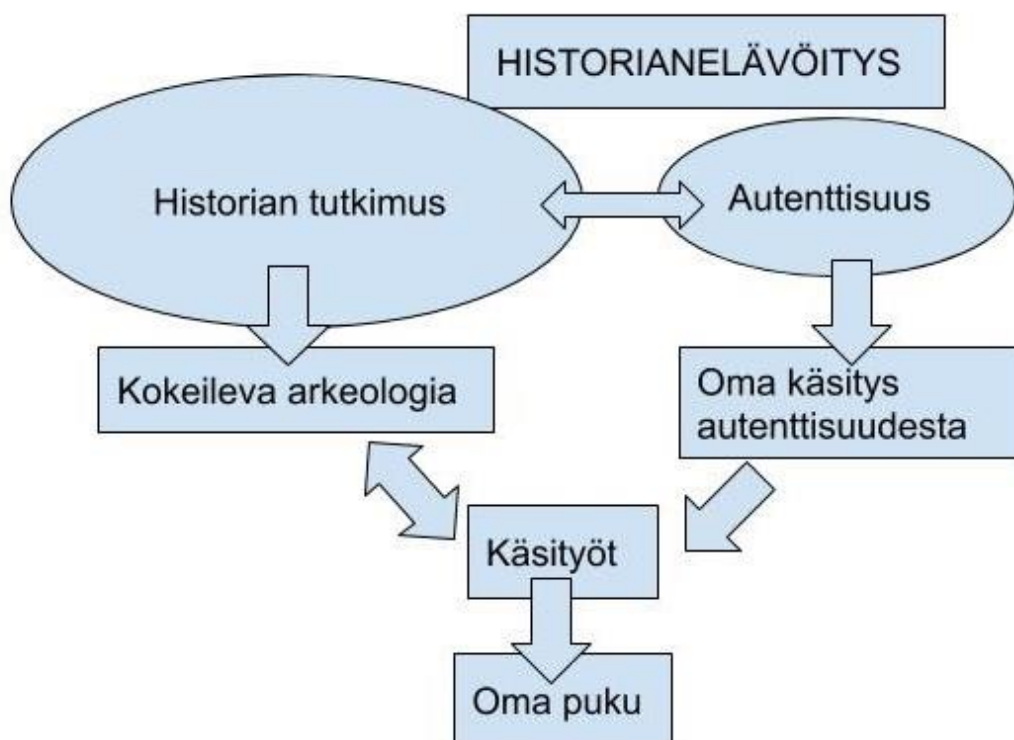 HISTORIANELÄVÖITYS
Historian tutkimus
Autenttisuus
Kokeileva arkeologia
Oma käsitys
autenttisuudesta
Käsityöt
Oma puku